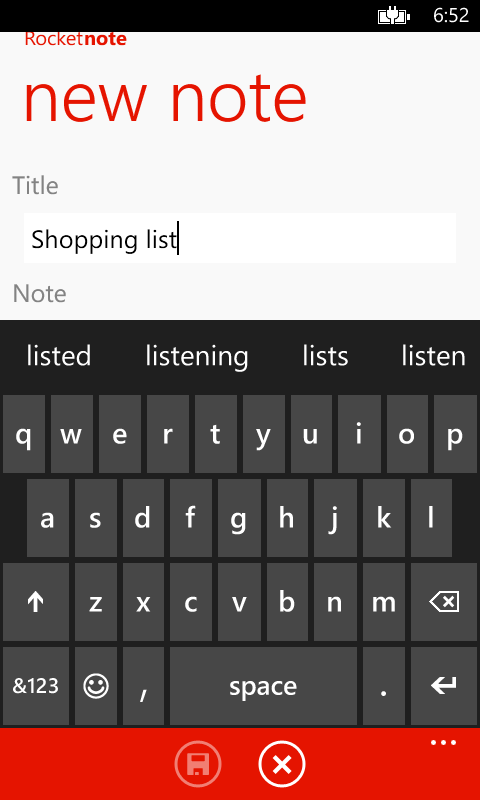 6:52
Rocketnote
new note
Title
Shopping list
Note
listed listening lists listen
q w e r t y u i o p
a s d f g h j k l
z x c v b n m
&123 , space .